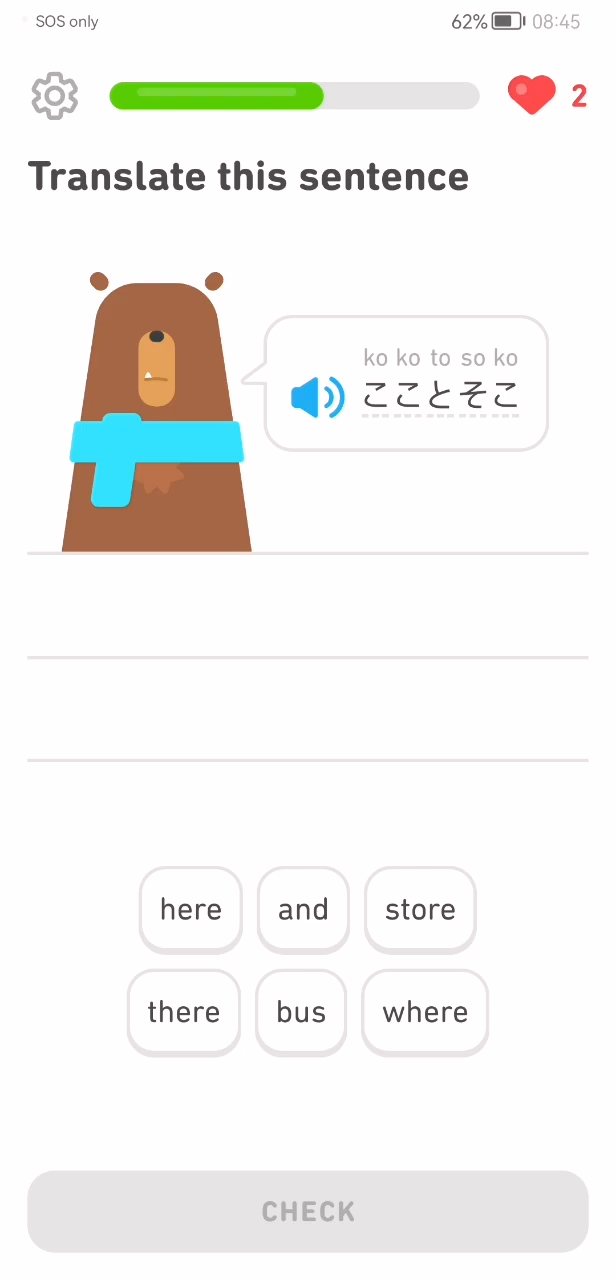 SOS only 62% 08:45
2
Translate this sentence
ko ko to so ko
こことそこ
here and store
there bus where
CHECK